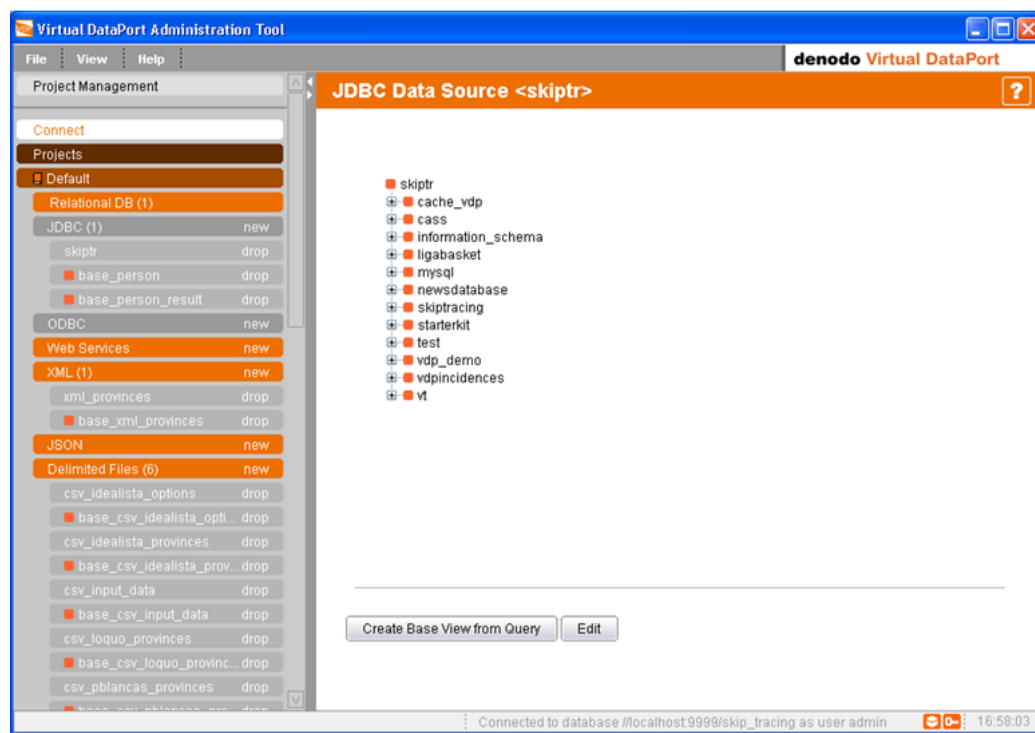 Virtual DataPort Administration Tool
File View Help
denodo Virtual DataPort
Project Management
JDBC Data Source <skiptr>
?
Connect
Projects
Default
Relational DB (1)
JDBC (1) new
skiptr drop
base_person drop
base_person_result drop
ODBC new
Web Services new
XML (1) new
xml_provinces drop
base_xml_provinces drop
JSON new
Delimited Files (6) new
csv_idealista_options drop
base_csv_idealista_opti... drop
csv_idealista_provinces drop
base_csv_idealista_prov... drop
csv_input_data drop
base_csv_input_data drop
csv_loquo_provinces drop
base_csv_loquo_provinc... drop
csv_pblancas_provinces drop
skiptr
cache_vdp
cass
information_schema
ligabasket
mysql
newsdatabase
skiptracing
starterkit
test
vdp_demo
vdpincidences
vt
Create Base View from Query Edit
Connected to database //localhost:9999/skip_tracing as user admin 16:58:03